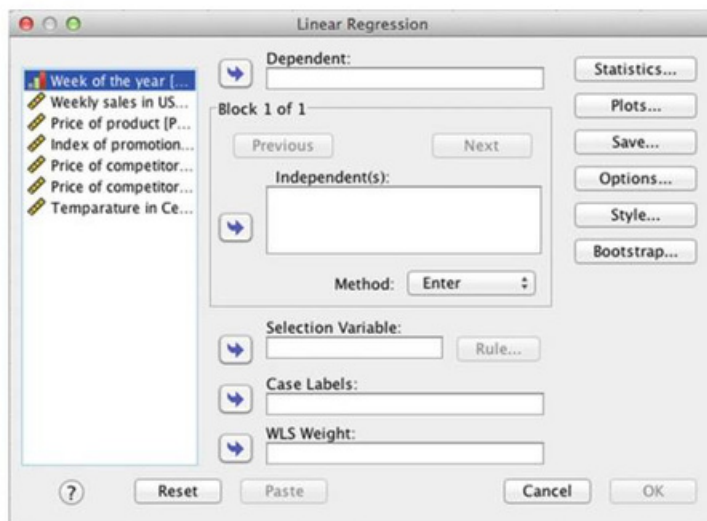 Linear Regression
Week of the year [...
Weekly sales in US...
Price of product [P...
Index of promotion...
Price of competitor...
Price of competitor...
Temparature in Ce...
Dependent:
Block 1 of 1
Previous
Next
Independent(s):
Method:
Enter
Selection Variable:
Rule...
Case Labels:
WLS Weight:
Statistics...
Plots...
Save...
Options...
Style...
Bootstrap...
?
Reset
Paste
Cancel
OK